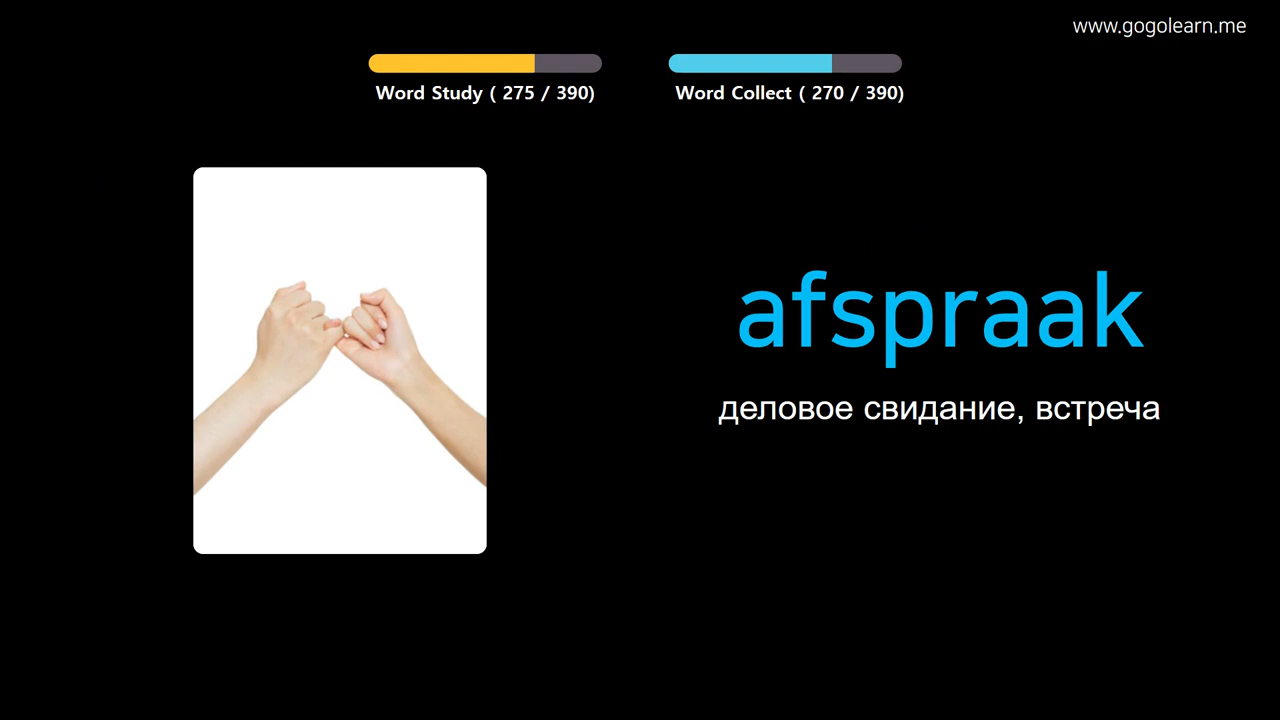 www.gogolearn.me
Word Study ( 275 / 390)
Word Collect ( 270 / 390)
afspraak
деловое свидание, встреча